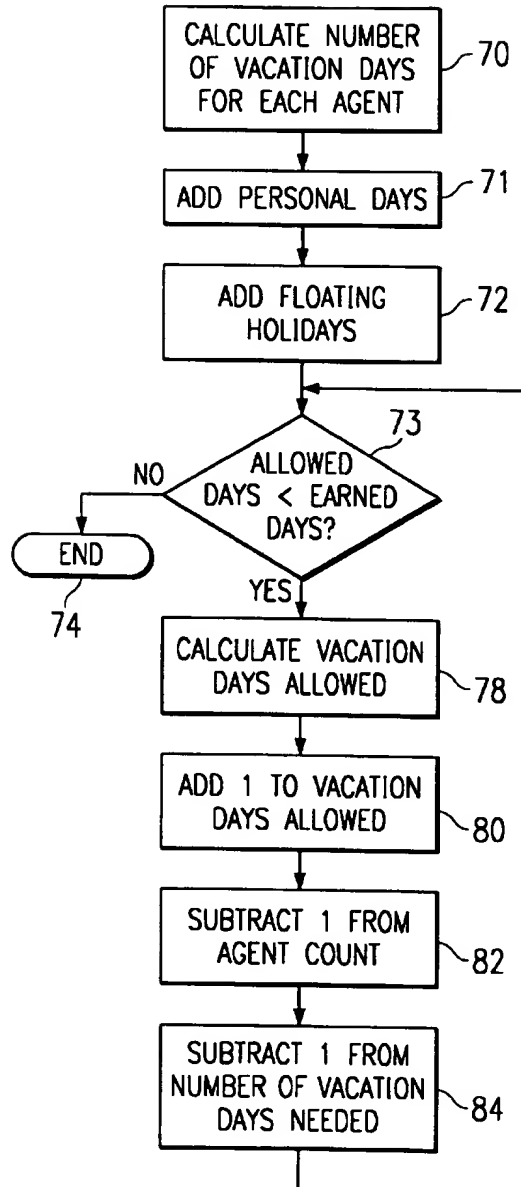 CALCULATE NUMBER
OF VACATION DAYS
FOR EACH AGENT
70
ADD PERSONAL DAYS
71
ADD FLOATING
HOLIDAYS
72
73
ALLOWED
DAYS < EARNED
DAYS?
NO
END
74
YES
CALCULATE VACATION
DAYS ALLOWED
78
ADD 1 TO VACATION
DAYS ALLOWED
80
SUBTRACT 1 FROM
AGENT COUNT
82
SUBTRACT 1 FROM
NUMBER OF VACATION
DAYS NEEDED
84